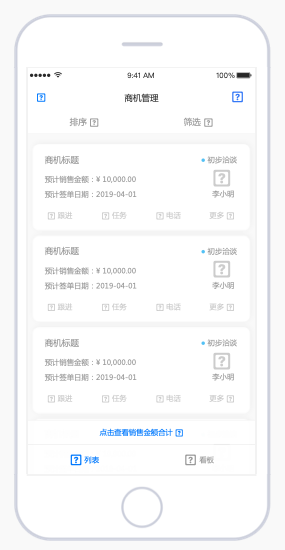 9:41 AM 100%
商机管理
排序 筛选
商机标题 初步洽谈
预计销售金额：¥ 10,000.00
预计签单日期：2019-04-01 李小明
跟进 任务 电话 更多
商机标题 初步洽谈
预计销售金额：¥ 10,000.00
预计签单日期：2019-04-01 李小明
跟进 任务 电话 更多
商机标题 初步洽谈
预计销售金额：¥ 10,000.00
预计签单日期：2019-04-01 李小明
跟进 任务 电话 更多
点击查看销售金额合计
列表 看板